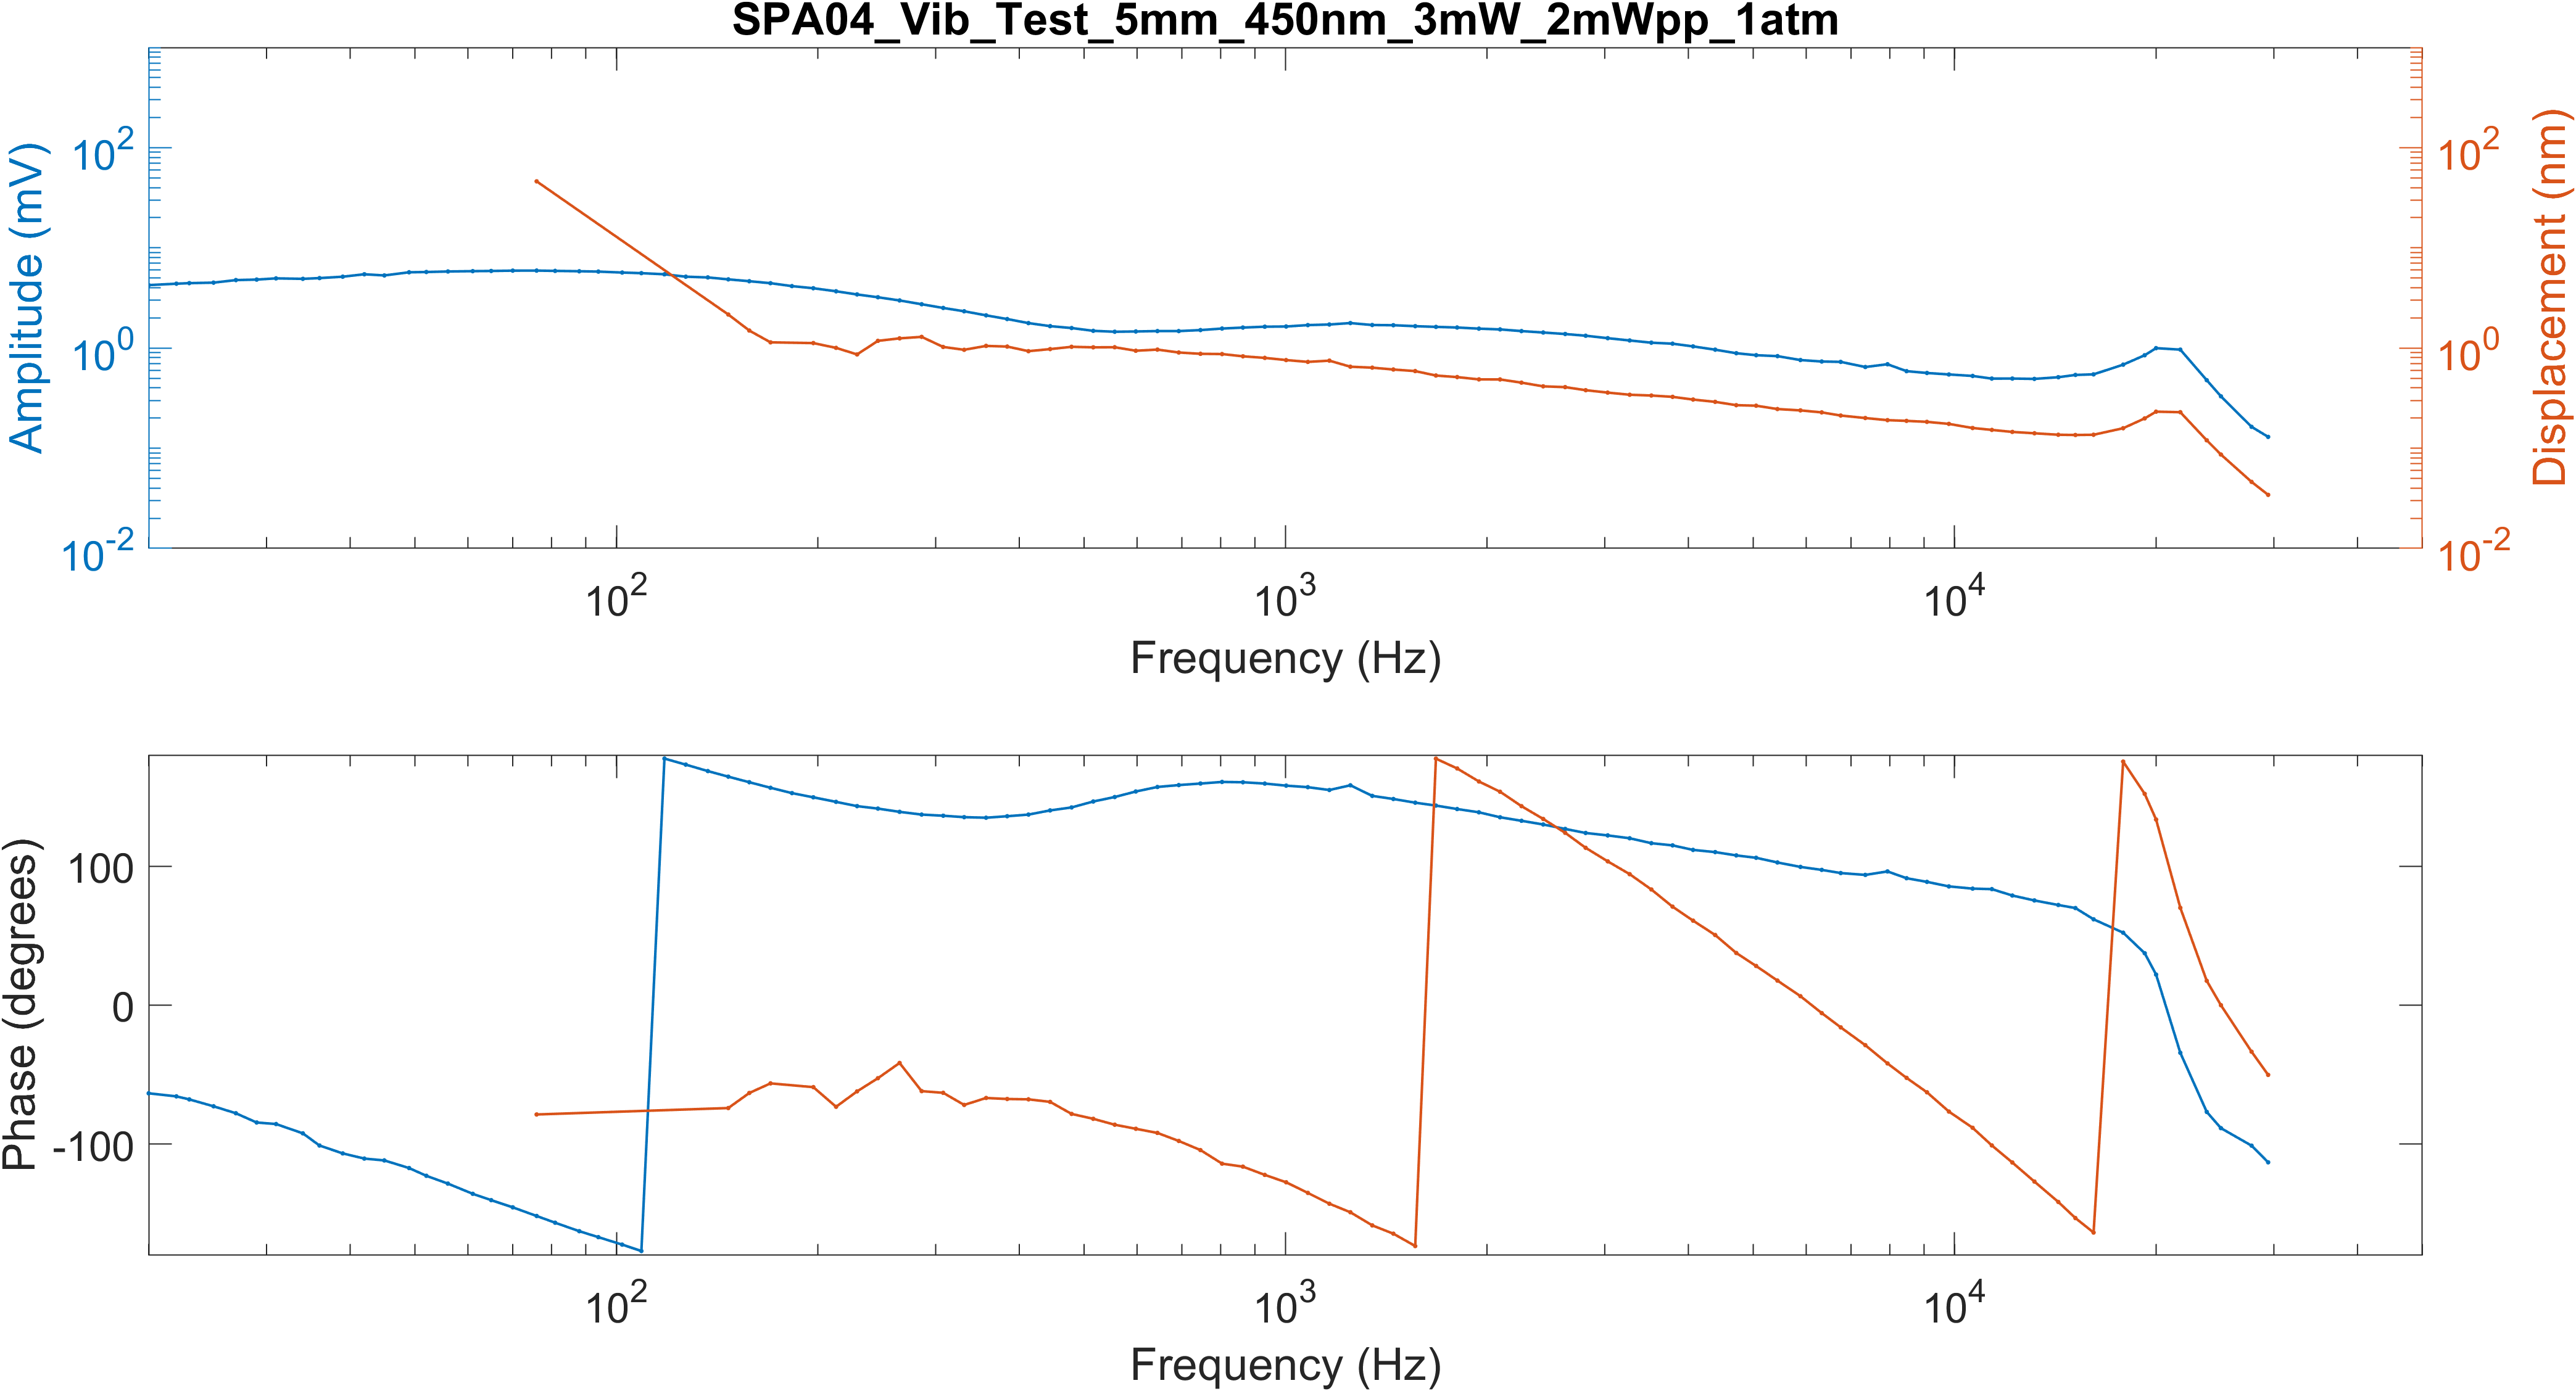 SPA04_Vib_Test_5mm_450nm_3mW_2mWpp_1atm
Amplitude (mV)
10^2
10^0
10^-2
10^2
10^0
10^-2
Displacement (nm)
10^2 10^3 10^4
Frequency (Hz)
Phase (degrees)
100
0
-100
10^2 10^3 10^4
Frequency (Hz)